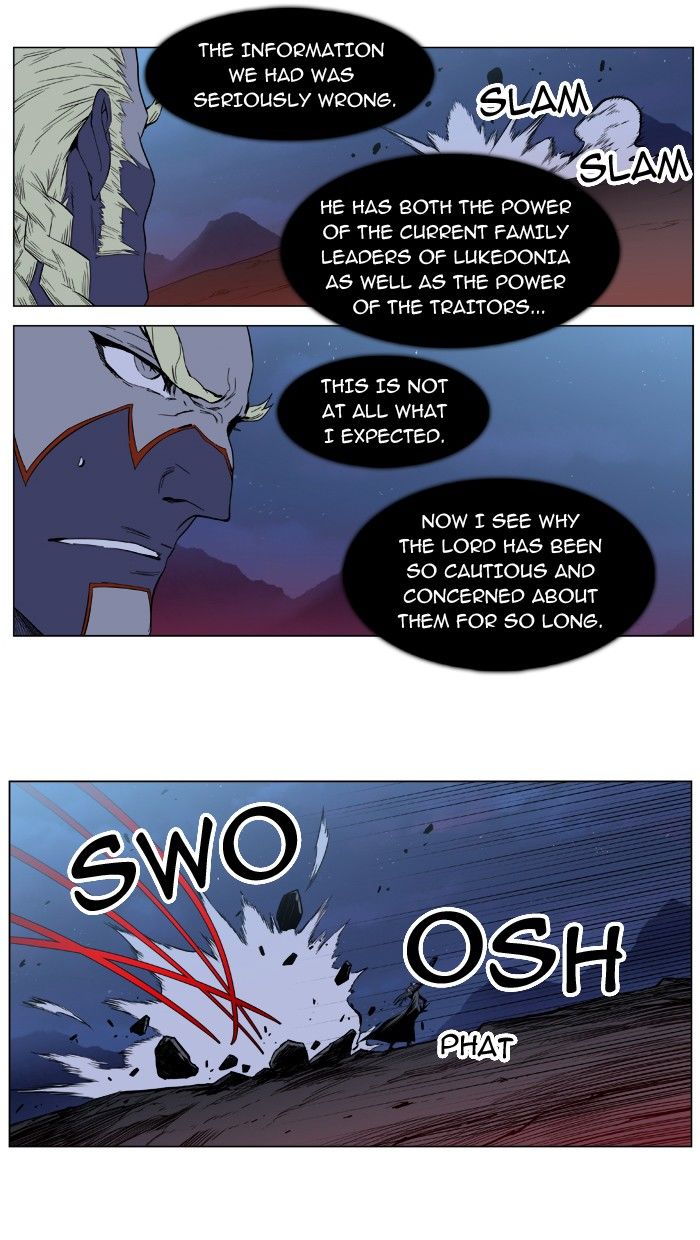 THE INFORMATION
WE HAD WAS
SERIOUSLY WRONG.
SLAM
SLAM
HE HAS BOTH THE POWER
OF THE CURRENT FAMILY
LEADERS OF LUKEDONIA
AS WELL AS THE POWER
OF THE TRAITORS...
THIS IS NOT
AT ALL WHAT
I EXPECTED.
NOW I SEE WHY
THE LORD HAS BEEN
SO CAUTIOUS AND
CONCERNED ABOUT
THEM FOR SO LONG.
SWO
OSH
PHAT